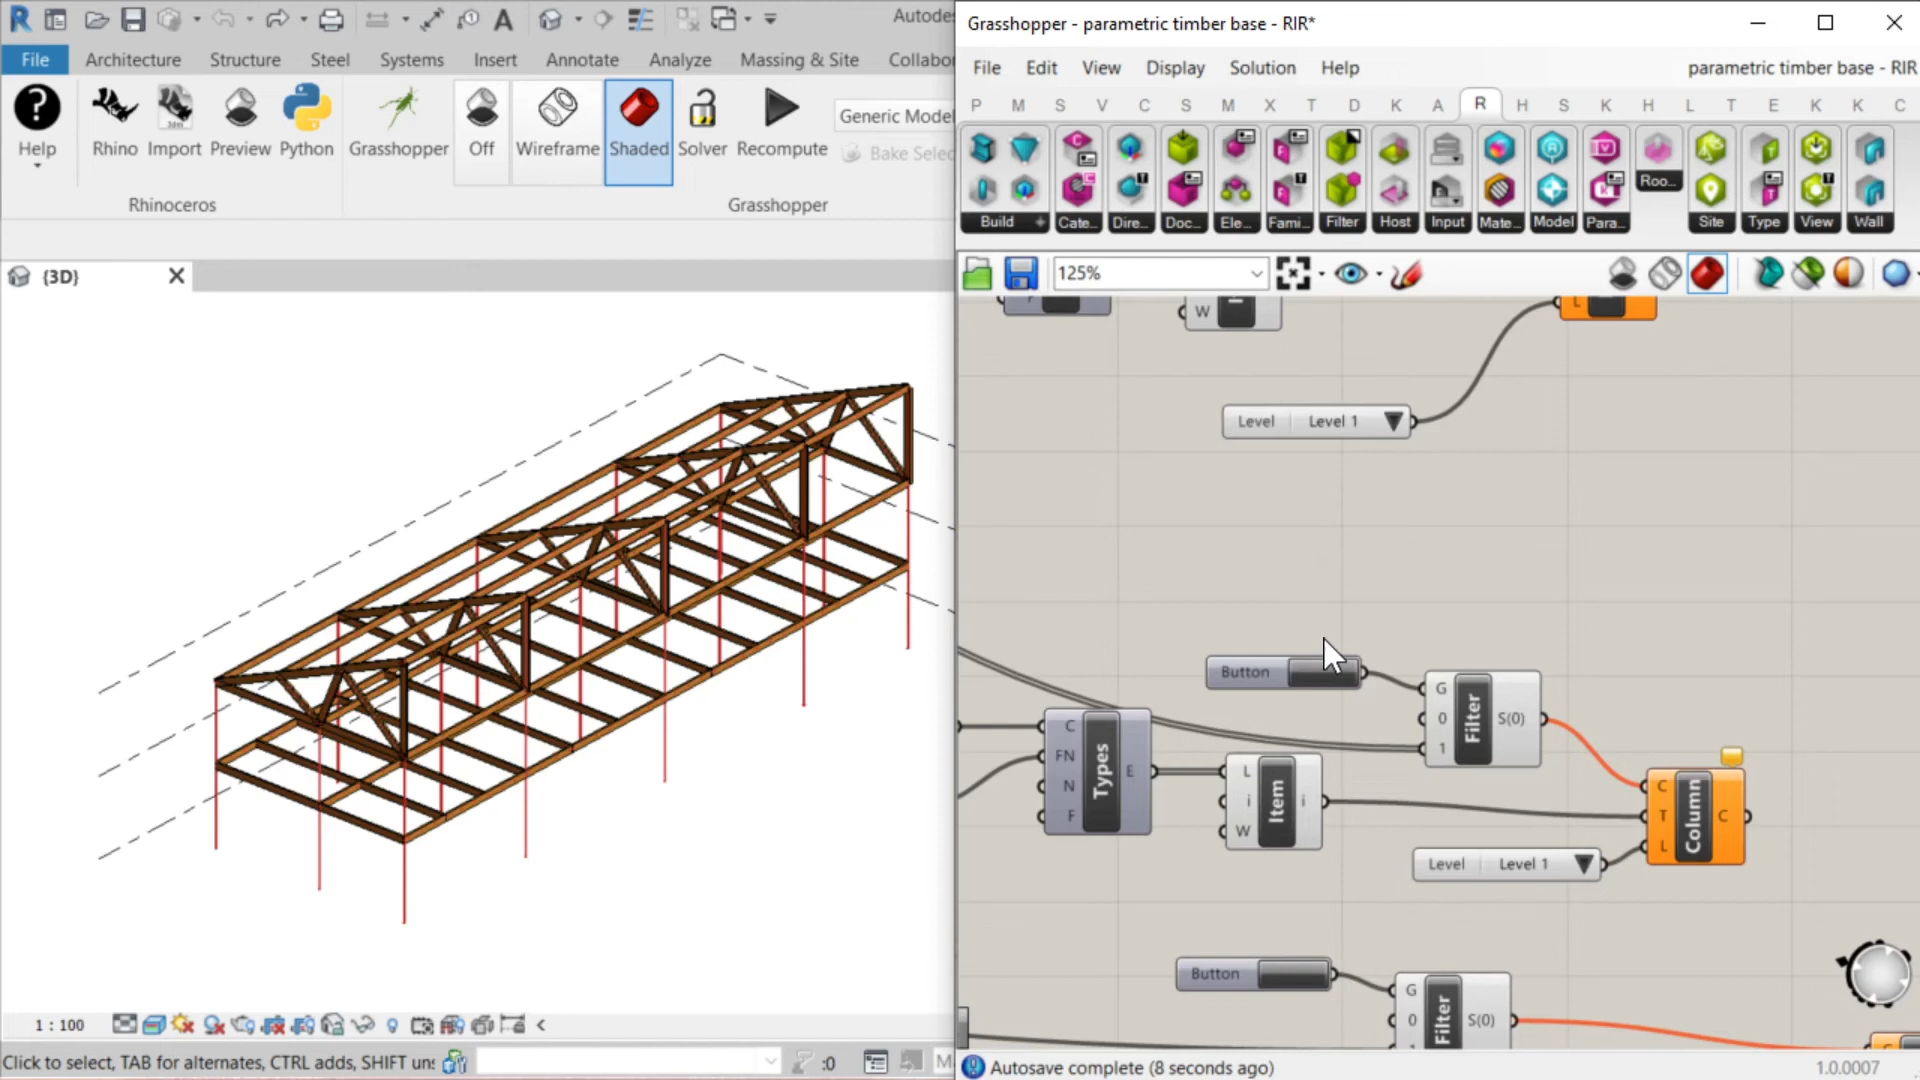 Autodes
File Architecture Structure Steel Systems Insert Annotate Analyze Massing & Site Collabo
Help Rhino Import Preview Python Grasshopper Off Wireframe Shaded Solver Recompute
3dm
Generic Model
Bake Selec
Rhinoceros Grasshopper
{3D}
1 : 100
Click to select, TAB for alternates, CTRL adds, SHIFT un
:0
M
Grasshopper - parametric timber base - RIR*
File Edit View Display Solution Help parametric timber base - RIR
P M S V C S M X T D K A R H S K H L T E K K C
Build Cate... Dire... Doc... Ele... Fami... Filter Host Input Mate... Model Para... Roo... Site Type View Wall
125%
W
L
Level Level 1
Button
G
0 Filter S(0)
1
C
FN Types E
N
F
L
i Item i
W
C
T Column C
L
Level Level 1
Button
G
0 Filter S(0)
Autosave complete (8 seconds ago) 1.0.0007